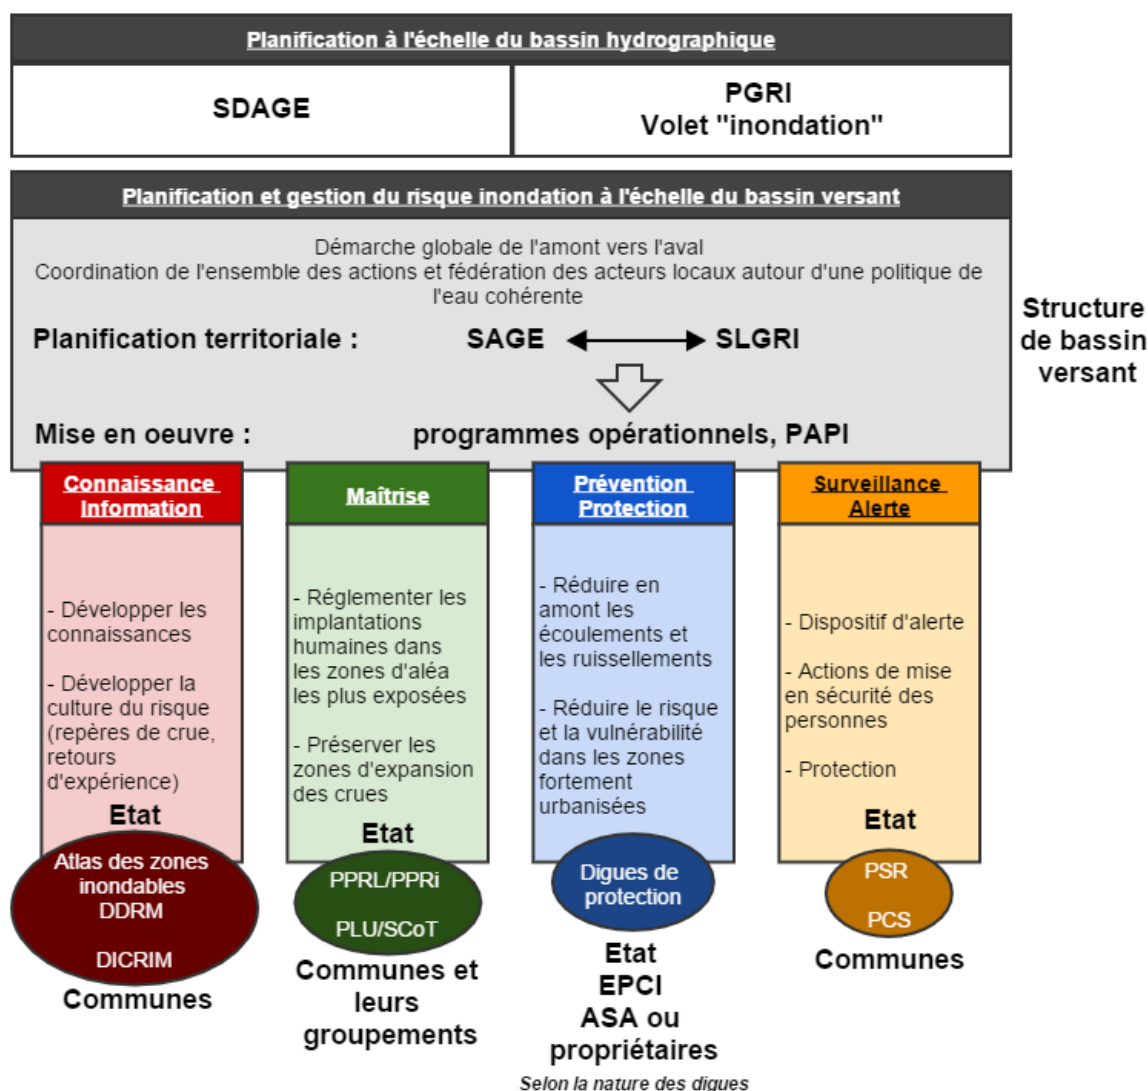 Planification à l'échelle du bassin hydrographique
SDAGE
PGRI
Volet "inondation"
Planification et gestion du risque inondation à l'échelle du bassin versant
Démarche globale de l'amont vers l'aval
Coordination de l'ensemble des actions et fédération des acteurs locaux autour d'une politique de
l'eau cohérente
Planification territoriale :
SAGE
SLGRI
Mise en oeuvre :
programmes opérationnels, PAPI
Structure
de bassin
versant
Connaissance
Information
- Développer les
connaissances
- Développer la
culture du risque
(repères de crue,
retours
d'expérience)
Etat
Atlas des zones
inondables
DDRM
DICRIM
Communes
Maîtrise
- Réglementer les
implantations
humaines dans
les zones d'aléa
les plus exposées
- Préserver les
zones d'expansion
des crues
Etat
PPRL/PPRi
PLU/SCoT
Communes et
leurs
groupements
Prévention
Protection
- Réduire en
amont les
écoulements et
les ruissellements
- Réduire le risque
et la vulnérabilité
dans les zones
fortement
urbanisées
Digues de
protection
Etat
EPCI
ASA ou
propriétaires
Selon la nature des digues
Surveillance
Alerte
- Dispositif d'alerte
- Actions de mise
en sécurité des
personnes
- Protection
Etat
PSR
PCS
Communes